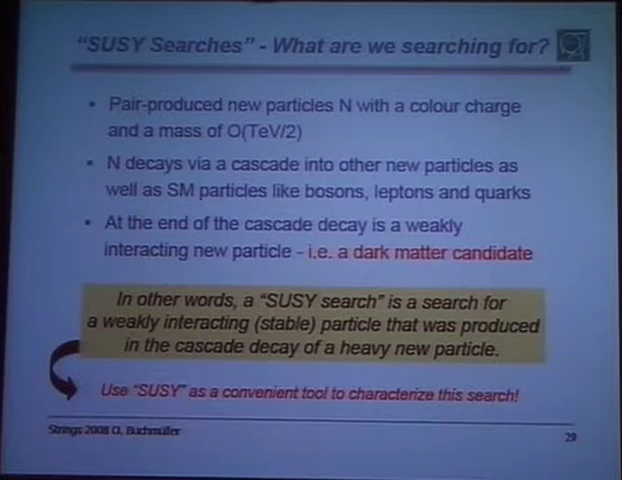 "SUSY Searches" - What are we searching for?
• Pair-produced new particles N with a colour charge
and a mass of O(TeV/2)
• N decays via a cascade into other new particles as
well as SM particles like bosons, leptons and quarks
• At the end of the cascade decay is a weakly
interacting new particle - i.e. a dark matter candidate
In other words, a "SUSY search" is a search for
a weakly interacting (stable) particle that was produced
in the cascade decay of a heavy new particle.
Use "SUSY" as a convenient tool to characterize this search!
Strings 2008 O. Buchmüller
29